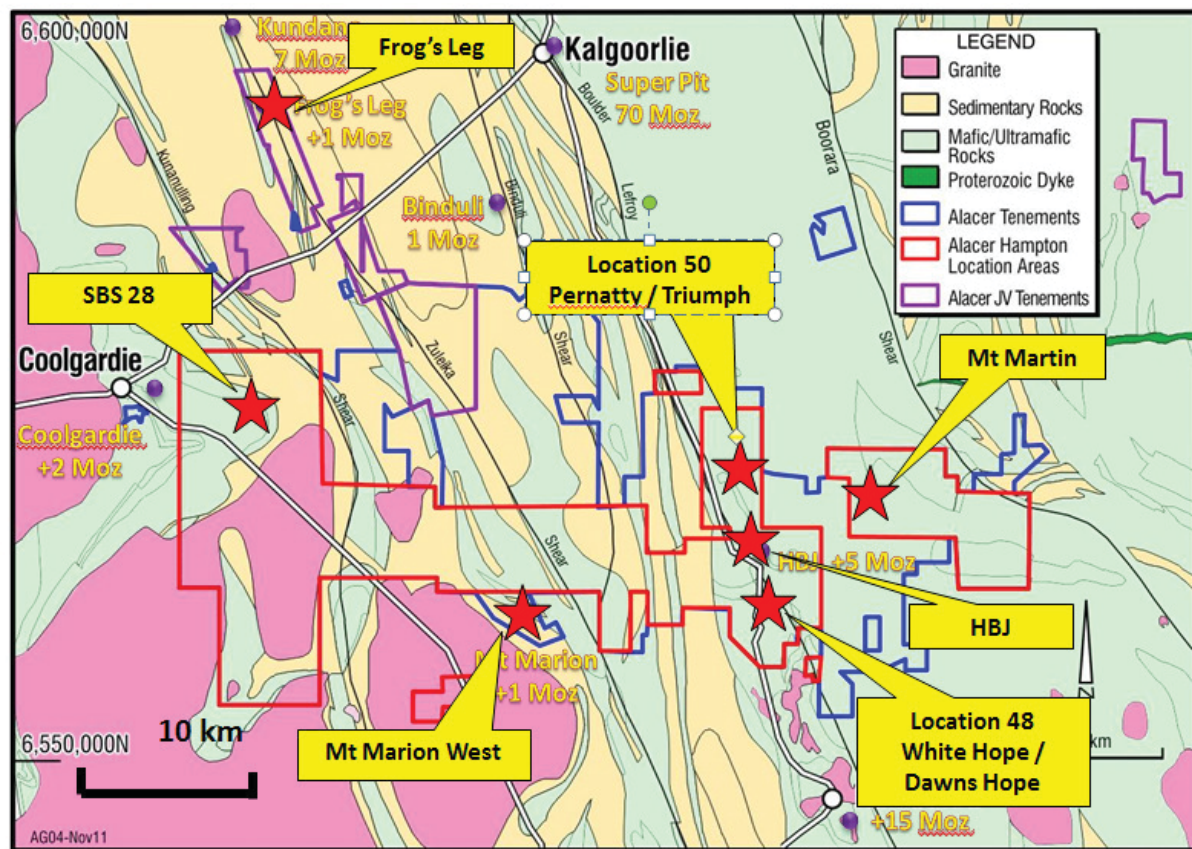 6,600,000N
Kundana
7 Moz
Frog's Leg
Frog's Leg
+1 Moz
Kalgoorlie
Super Pit
70 Moz
Boulder
Lefroy
Boorara
Shear
LEGEND
Granite
Sedimentary Rocks
Mafic/Ultramafic
Rocks
Proterozoic Dyke
Alacer Tenements
Alacer Hampton
Location Areas
Alacer JV Tenements
Kunanulling
Shear
Binduli
1 Moz
Binduli
Shear
Zuleika
Shear
Location 50
Pernatty / Triumph
SBS 28
Mt Martin
Coolgardie
Coolgardie
+2 Moz
HBJ +5 Moz
HBJ
Mt Marion
+1 Moz
Mt Marion West
Location 48
White Hope /
Dawns Hope
km
6,550,000N
10 km
+15 Moz
AG04-Nov11